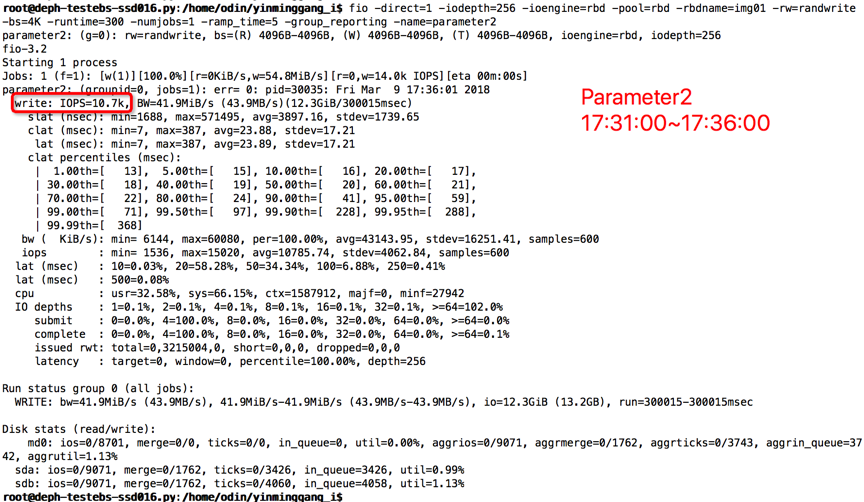 root@deph-testebs-ssd016.py:/home/odin/yinminggang_i$ fio -direct=1 -iodepth=256 -ioengine=rbd -pool=rbd -rbdname=img01 -rw=randwrite
-bs=4K -runtime=300 -numjobs=1 -ramp_time=5 -group_reporting -name=parameter2
parameter2: (g=0): rw=randwrite, bs=(R) 4096B-4096B, (W) 4096B-4096B, (T) 4096B-4096B, ioengine=rbd, iodepth=256
fio-3.2
Starting 1 process
Jobs: 1 (f=1): [w(1)][100.0%][r=0KiB/s,w=54.8MiB/s][r=0,w=14.0k IOPS][eta 00m:00s]
parameter2: (groupid=0, jobs=1): err= 0: pid=30035: Fri Mar  9 17:36:01 2018
write: IOPS=10.7k, BW=41.9MiB/s (43.9MB/s)(12.3GiB/300015msec)
slat (nsec): min=1688, max=571495, avg=3897.16, stdev=1739.65
clat (msec): min=7, max=387, avg=23.88, stdev=17.21
lat (msec): min=7, max=387, avg=23.89, stdev=17.21
clat percentiles (msec):
|  1.00th=[   13],  5.00th=[   15], 10.00th=[   16], 20.00th=[   17],
| 30.00th=[   18], 40.00th=[   19], 50.00th=[   20], 60.00th=[   21],
| 70.00th=[   22], 80.00th=[   24], 90.00th=[   41], 95.00th=[   59],
| 99.00th=[   71], 99.50th=[   97], 99.90th=[  228], 99.95th=[  288],
| 99.99th=[  368]
bw (  KiB/s): min= 6144, max=60080, per=100.00%, avg=43143.95, stdev=16251.41, samples=600
iops        : min= 1536, max=15020, avg=10785.74, stdev=4062.84, samples=600
lat (msec)   : 10=0.03%, 20=58.28%, 50=34.34%, 100=6.88%, 250=0.41%
lat (msec)   : 500=0.08%
cpu          : usr=32.58%, sys=66.15%, ctx=1587912, majf=0, minf=27942
IO depths    : 1=0.1%, 2=0.1%, 4=0.1%, 8=0.1%, 16=0.1%, 32=0.1%, >=64=102.0%
submit    : 0=0.0%, 4=100.0%, 8=0.0%, 16=0.0%, 32=0.0%, 64=0.0%, >=64=0.0%
complete  : 0=0.0%, 4=100.0%, 8=0.0%, 16=0.0%, 32=0.0%, 64=0.0%, >=64=0.1%
issued rwt: total=0,3215004,0, short=0,0,0, dropped=0,0,0
latency   : target=0, window=0, percentile=100.00%, depth=256
Run status group 0 (all jobs):
WRITE: bw=41.9MiB/s (43.9MB/s), 41.9MiB/s-41.9MiB/s (43.9MB/s-43.9MB/s), io=12.3GiB (13.2GB), run=300015-300015msec
Disk stats (read/write):
md0: ios=0/8701, merge=0/0, ticks=0/0, in_queue=0, util=0.00%, aggrios=0/9071, aggrmerge=0/1762, aggrticks=0/3743, aggrin_queue=37
42, aggrutil=1.13%
sda: ios=0/9071, merge=0/1762, ticks=0/3426, in_queue=3426, util=0.99%
sdb: ios=0/9071, merge=0/1762, ticks=0/4060, in_queue=4058, util=1.13%
root@deph-testebs-ssd016.py:/home/odin/yinminggang_i$
Parameter2
17:31:00~17:36:00